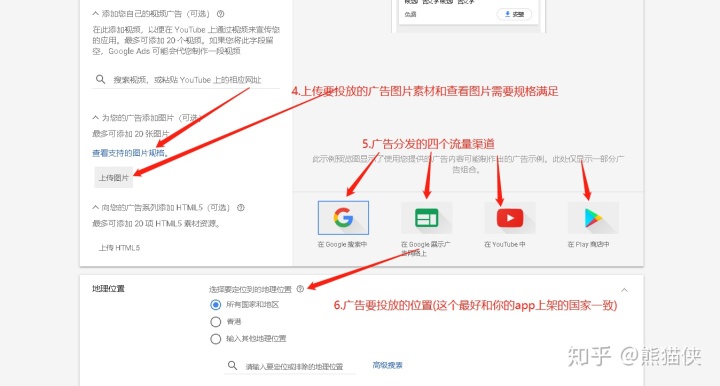 添加您自己的视频广告（可选）
在此添加视频，以便在 YouTube 上通过视频来宣传您
的应用。最多可添加 20 个视频。如果您将此字段留
空，Google Ads 可能会代您制作一段视频
搜索视频，或粘贴 YouTube 上的相应网址
免费
安装
4.上传要投放的广告图片素材和查看图片需要规格满足
为您的广告添加图片（可选）
最多可添加 20 张图片
查看支持的图片规格。
上传图片
5.广告分发的四个流量渠道
此示例预览图显示了使用您提供的广告内容可能制作出的广告示例。此处仅显示一部分广
告组合。
向您的广告系列添加 HTML5（可选）
最多可添加 20 项 HTML5 素材资源。
上传 HTML5
在 Google 搜索中
在 Google 展示广
告网络上
在 YouTube 中
在 Play 商店中
地理位置
选择要定位到的地理位置
所有国家和地区
香港
输入其他地理位置
请输入要定位或排除的地理位置
高级搜索
6.广告要投放的位置(这个最好和你的app上架的国家一致)
知乎 @熊猫侠